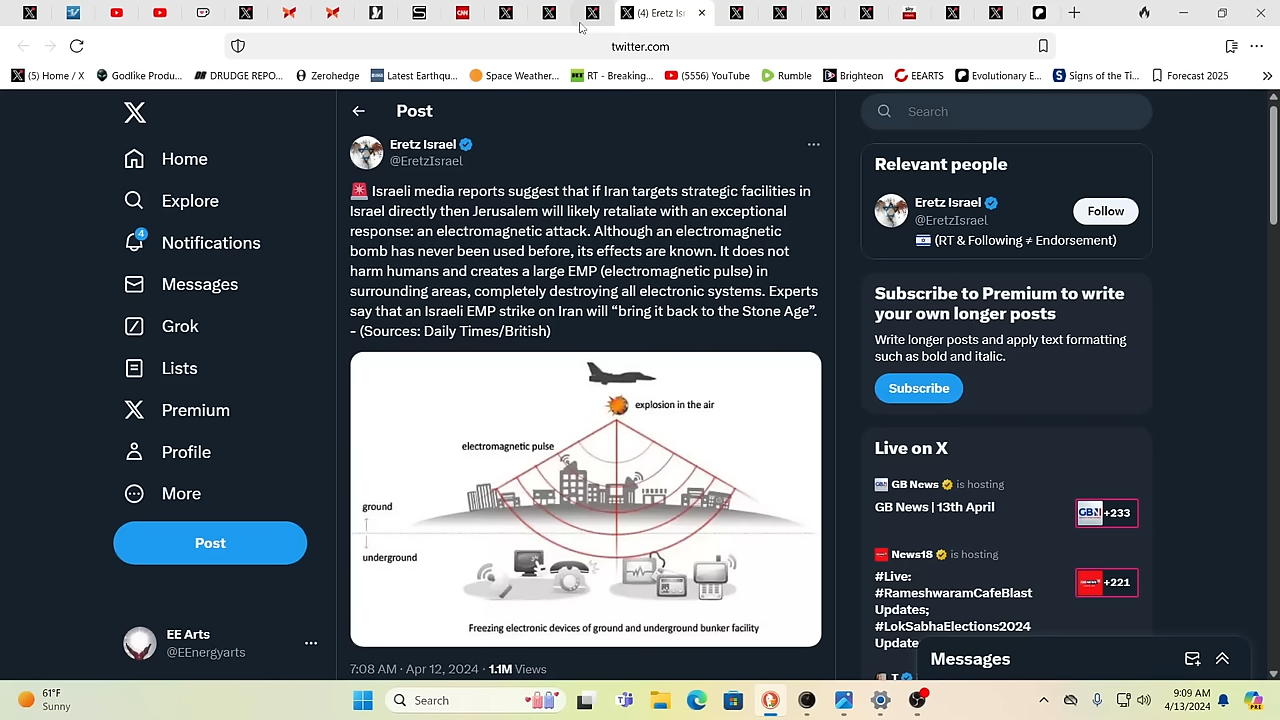 CNN
(4) Eretz Isr
sky
twitter.com
(5) Home / X
Godlike Produ...
DRUDGE REPO...
Zerohedge
Latest Earthqu...
Space Weather...
RT - Breaking...
(5556) YouTube
Rumble
Brighteon
EEARTS
Evolutionary E...
Signs of the Ti...
Forecast 2025
Home
Explore
4
Notifications
Messages
Grok
Lists
Premium
Profile
More
Post
EE Arts
@EEnergyarts
Post
Eretz Israel
@EretzIsrael
🚨 Israeli media reports suggest that if Iran targets strategic facilities in
Israel directly then Jerusalem will likely retaliate with an exceptional
response: an electromagnetic attack. Although an electromagnetic
bomb has never been used before, its effects are known. It does not
harm humans and creates a large EMP (electromagnetic pulse) in
surrounding areas, completely destroying all electronic systems. Experts
say that an Israeli EMP strike on Iran will “bring it back to the Stone Age”.
- (Sources: Daily Times/British)
explosion in the air
electromagnetic pulse
ground
underground
Freezing electronic devices of ground and underground bunker facility
7:08 AM · Apr 12, 2024 · 1.1M Views
Search
Relevant people
Eretz Israel
@EretzIsrael
Follow
🇮🇱 (RT & Following ≠ Endorsement)
Subscribe to Premium to write
your own longer posts
Write longer posts and apply text formatting
such as bold and italic.
Subscribe
Live on X
GB News is hosting
GB News | 13th April
GBN +233
News18 is hosting
+221
#Live:
#RameshwaramCafeBlast
Updates;
#LokSabhaElections2024
Update
Messages
61°F
Sunny
Search
9:09 AM
4/13/2024
PRE